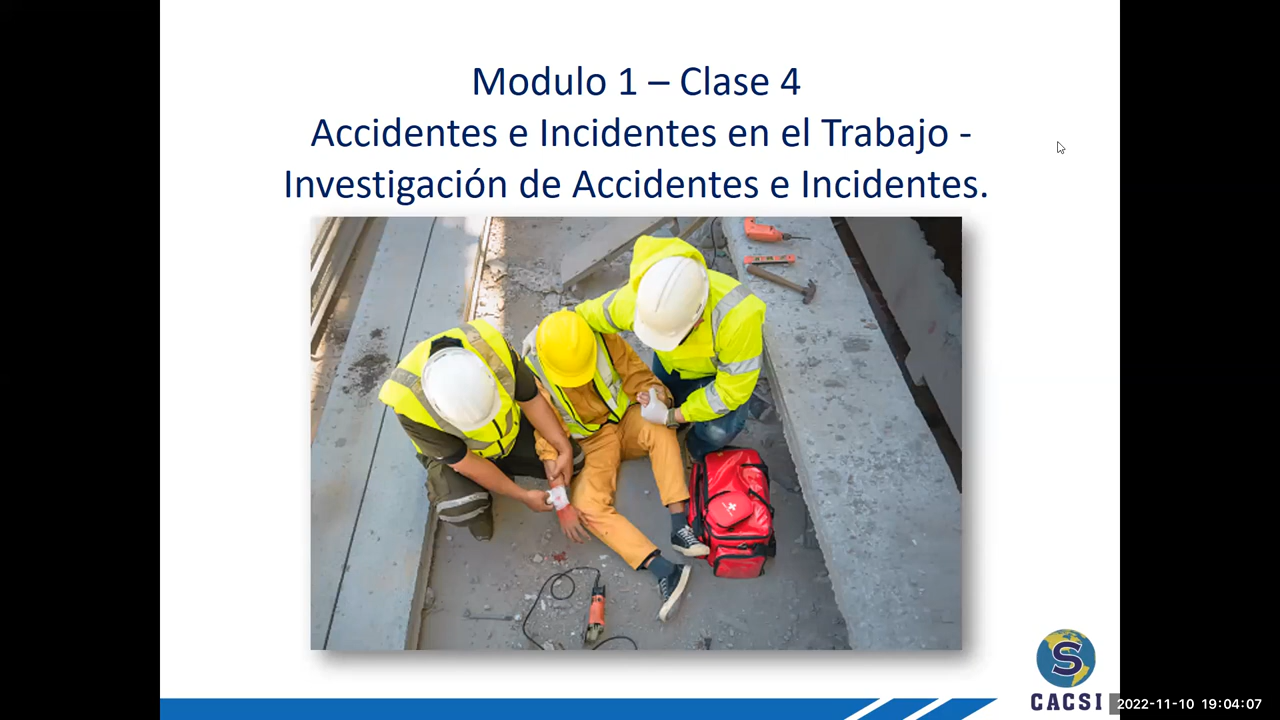 Modulo 1 – Clase 4
Accidentes e Incidentes en el Trabajo -
Investigación de Accidentes e Incidentes.
S
CACSI
2022-11-10 19:04:07